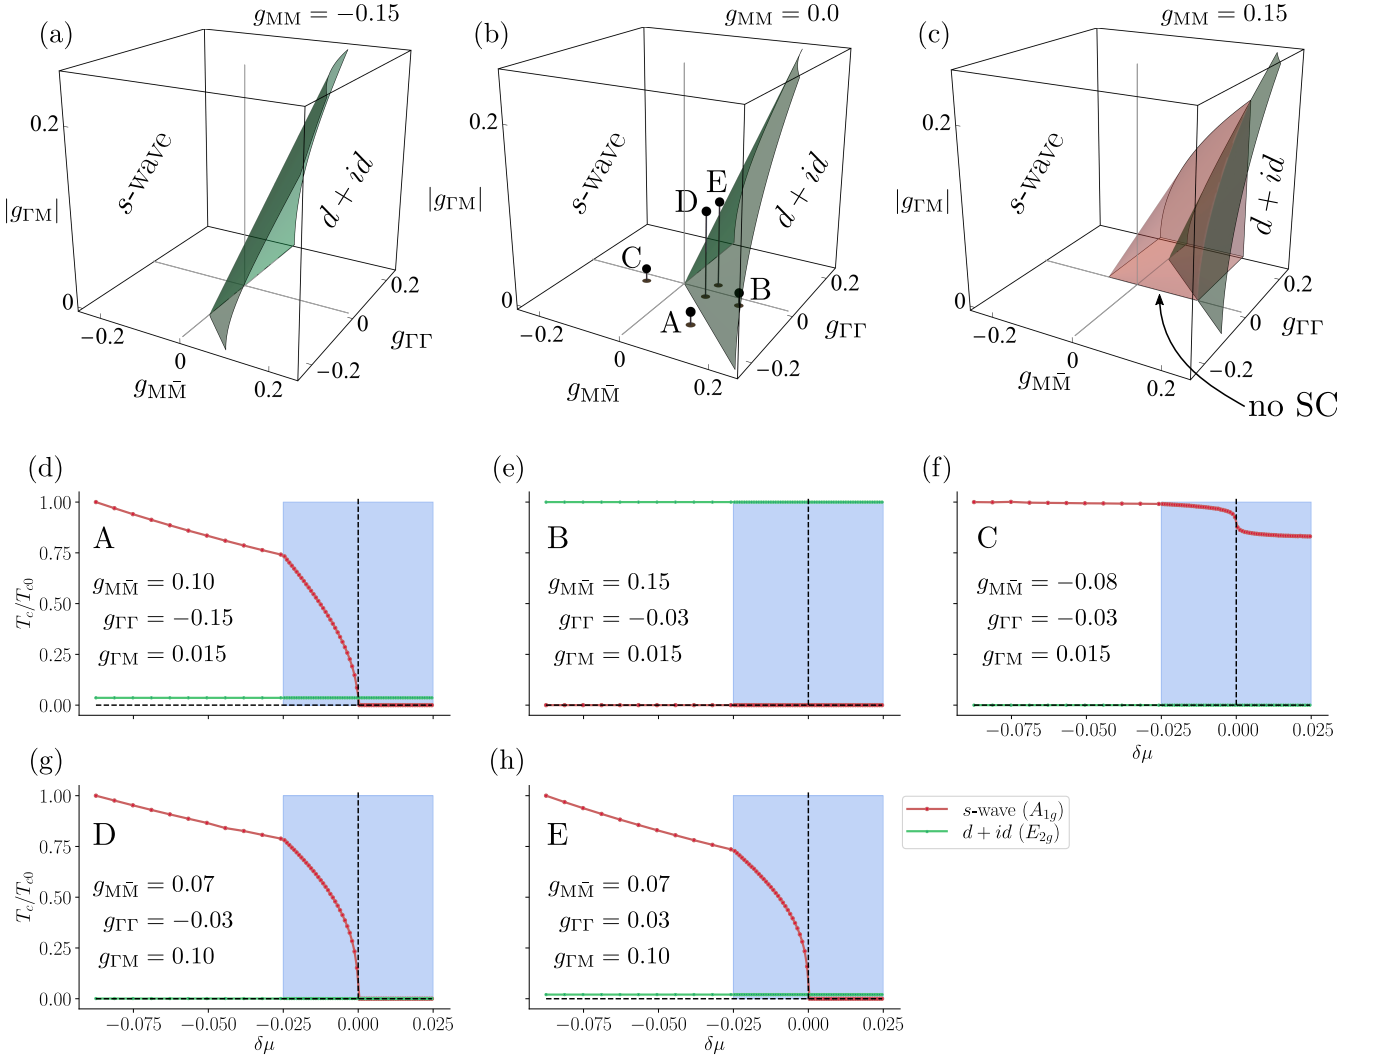 (a)
g_MM = −0.15
s-wave
d + id
0.2
|g_ΓM|
0
−0.2
0
0.2
g_MM̄
−0.2
0
0.2
g_ΓΓ
(b)
g_MM = 0.0
s-wave
d + id
0.2
|g_ΓM|
0
D
E
C
B
A
−0.2
0
0.2
g_MM̄
−0.2
0
0.2
g_ΓΓ
(c)
g_MM = 0.15
s-wave
d + id
0.2
|g_ΓM|
0
−0.2
0
0.2
g_MM̄
−0.2
0
0.2
g_ΓΓ
no SC
(d)
1.00
0.75
0.50
0.25
0.00
T_c/T_c0
A
g_MM̄ = 0.10
g_ΓΓ = −0.15
g_ΓM = 0.015
(e)
B
g_MM̄ = 0.15
g_ΓΓ = −0.03
g_ΓM = 0.015
(f)
C
g_MM̄ = −0.08
g_ΓΓ = −0.03
g_ΓM = 0.015
−0.075
−0.050
−0.025
0.000
0.025
δμ
(g)
1.00
0.75
0.50
0.25
0.00
T_c/T_c0
D
g_MM̄ = 0.07
g_ΓΓ = −0.03
g_ΓM = 0.10
−0.075
−0.050
−0.025
0.000
0.025
δμ
(h)
E
g_MM̄ = 0.07
g_ΓΓ = 0.03
g_ΓM = 0.10
−0.075
−0.050
−0.025
0.000
0.025
δμ
s-wave (A_1g)
d + id (E_2g)